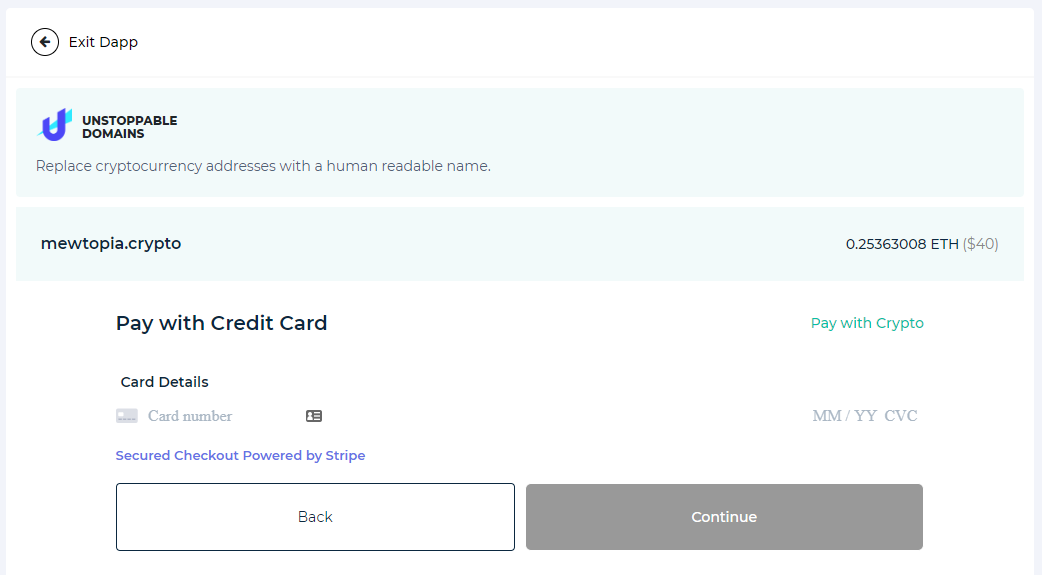 Exit Dapp
UNSTOPPABLE
DOMAINS
Replace cryptocurrency addresses with a human readable name.
mewtopia.crypto 0.25363008 ETH ($40)
Pay with Credit Card Pay with Crypto
Card Details
Card number MM / YY CVC
Secured Checkout Powered by Stripe
Back Continue